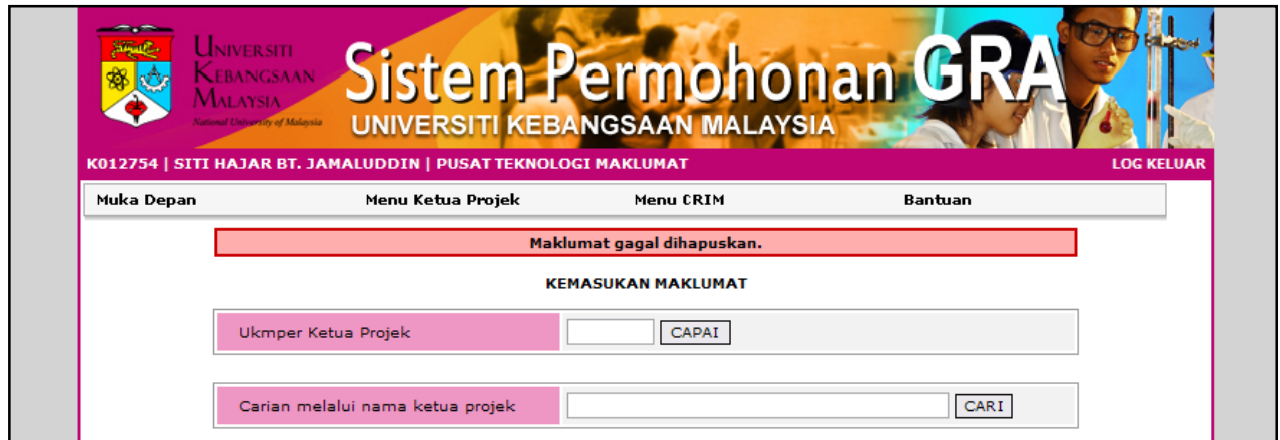 UNIVERSITI
KEBANGSAAN
MALAYSIA
National University of Malaysia
Sistem Permohonan GRA
UNIVERSITI KEBANGSAAN MALAYSIA
K012754 | SITI HAJAR BT. JAMALUDDIN | PUSAT TEKNOLOGI MAKLUMAT LOG KELUAR
Muka Depan Menu Ketua Projek Menu CRIM Bantuan
Maklumat gagal dihapuskan.
KEMASUKAN MAKLUMAT
Ukmper Ketua Projek CAPAI
Carian melalui nama ketua projek CARI